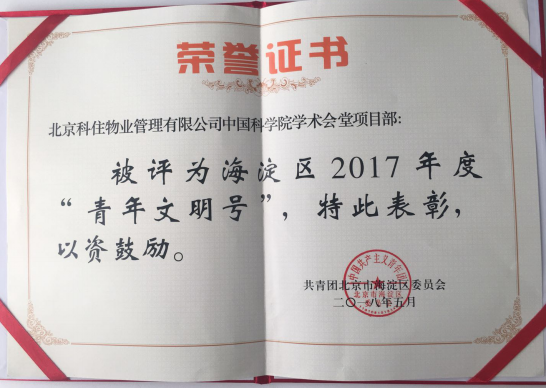 荣誉证书
北京科住物业管理有限公司中国科学院学术会堂项目部：
被评为海淀区2017年度
“青年文明号”，特此表彰，
以资鼓励。
共青团北京市海淀区委员会
二〇一八年五月